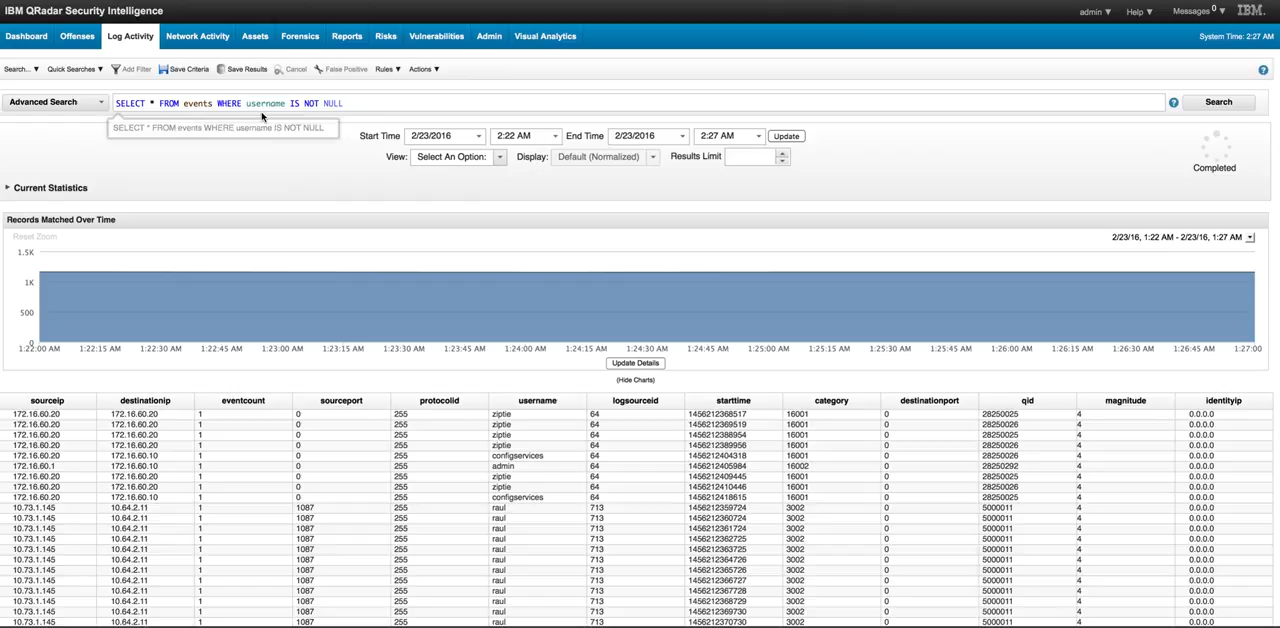 IBM QRadar Security Intelligence
admin ▼ Help ▼ Messages 0 ▼ IBM.
Dashboard Offenses Log Activity Network Activity Assets Forensics Reports Risks Vulnerabilities Admin Visual Analytics System Time: 2:27 AM
Search... ▼ Quick Searches ▼ Add Filter Save Criteria Save Results Cancel False Positive Rules ▼ Actions ▼ ?
Advanced Search SELECT * FROM events WHERE username IS NOT NULL ? Search
SELECT * FROM events WHERE username IS NOT NULL
Start Time 2/23/2016 2:22 AM End Time 2/23/2016 2:27 AM Update
View: Select An Option: Display: Default (Normalized) Results Limit
Completed
Current Statistics
Records Matched Over Time
Reset Zoom 2/23/16, 1:22 AM - 2/23/16, 1:27 AM
1.5K
1K
500
0
1:22:00 AM 1:22:15 AM 1:22:30 AM 1:22:45 AM 1:23:00 AM 1:23:15 AM 1:23:30 AM 1:23:45 AM 1:24:00 AM 1:24:15 AM 1:24:30 AM 1:24:45 AM 1:25:00 AM 1:25:15 AM 1:25:30 AM 1:25:45 AM 1:26:00 AM 1:26:15 AM 1:26:30 AM 1:26:45 AM 1:27:00
Update Details
(Hide Charts)
sourceip destinationip eventcount sourceport protocolid username logsourceid starttime category destinationport qid magnitude identityip
172.16.60.20 172.16.60.20 1 0 255 ziptie 64 1456212368517 16001 0 28250025 4 0.0.0.0
172.16.60.20 172.16.60.20 1 0 255 ziptie 64 1456212369519 16001 0 28250026 4 0.0.0.0
172.16.60.20 172.16.60.20 1 0 255 ziptie 64 1456212388954 16001 0 28250025 4 0.0.0.0
172.16.60.20 172.16.60.20 1 0 255 ziptie 64 1456212389956 16001 0 28250026 4 0.0.0.0
172.16.60.20 172.16.60.10 1 0 255 configservices 64 1456212404318 16001 0 28250026 4 0.0.0.0
172.16.60.1 172.16.60.10 1 0 255 admin 64 1456212405984 16002 0 28250292 4 0.0.0.0
172.16.60.20 172.16.60.20 1 0 255 ziptie 64 1456212409445 16001 0 28250025 4 0.0.0.0
172.16.60.20 172.16.60.20 1 0 255 ziptie 64 1456212410446 16001 0 28250026 4 0.0.0.0
172.16.60.20 172.16.60.10 1 0 255 configservices 64 1456212418615 16001 0 28250025 4 0.0.0.0
10.73.1.145 10.64.2.11 1 1087 255 raul 713 1456212359724 3002 0 5000011 4 0.0.0.0
10.73.1.145 10.64.2.11 1 1087 255 raul 713 1456212360724 3002 0 5000011 4 0.0.0.0
10.73.1.145 10.64.2.11 1 1087 255 raul 713 1456212361724 3002 0 5000011 4 0.0.0.0
10.73.1.145 10.64.2.11 1 1087 255 raul 713 1456212362725 3002 0 5000011 4 0.0.0.0
10.73.1.145 10.64.2.11 1 1087 255 raul 713 1456212363725 3002 0 5000011 4 0.0.0.0
10.73.1.145 10.64.2.11 1 1087 255 raul 713 1456212364726 3002 0 5000011 4 0.0.0.0
10.73.1.145 10.64.2.11 1 1087 255 raul 713 1456212365726 3002 0 5000011 4 0.0.0.0
10.73.1.145 10.64.2.11 1 1087 255 raul 713 1456212366727 3002 0 5000011 4 0.0.0.0
10.73.1.145 10.64.2.11 1 1087 255 raul 713 1456212367728 3002 0 5000011 4 0.0.0.0
10.73.1.145 10.64.2.11 1 1087 255 raul 713 1456212368729 3002 0 5000011 4 0.0.0.0
10.73.1.145 10.64.2.11 1 1087 255 raul 713 1456212369730 3002 0 5000011 4 0.0.0.0
10.73.1.145 10.64.2.11 1 1087 255 raul 713 1456212370730 3002 0 5000011 4 0.0.0.0